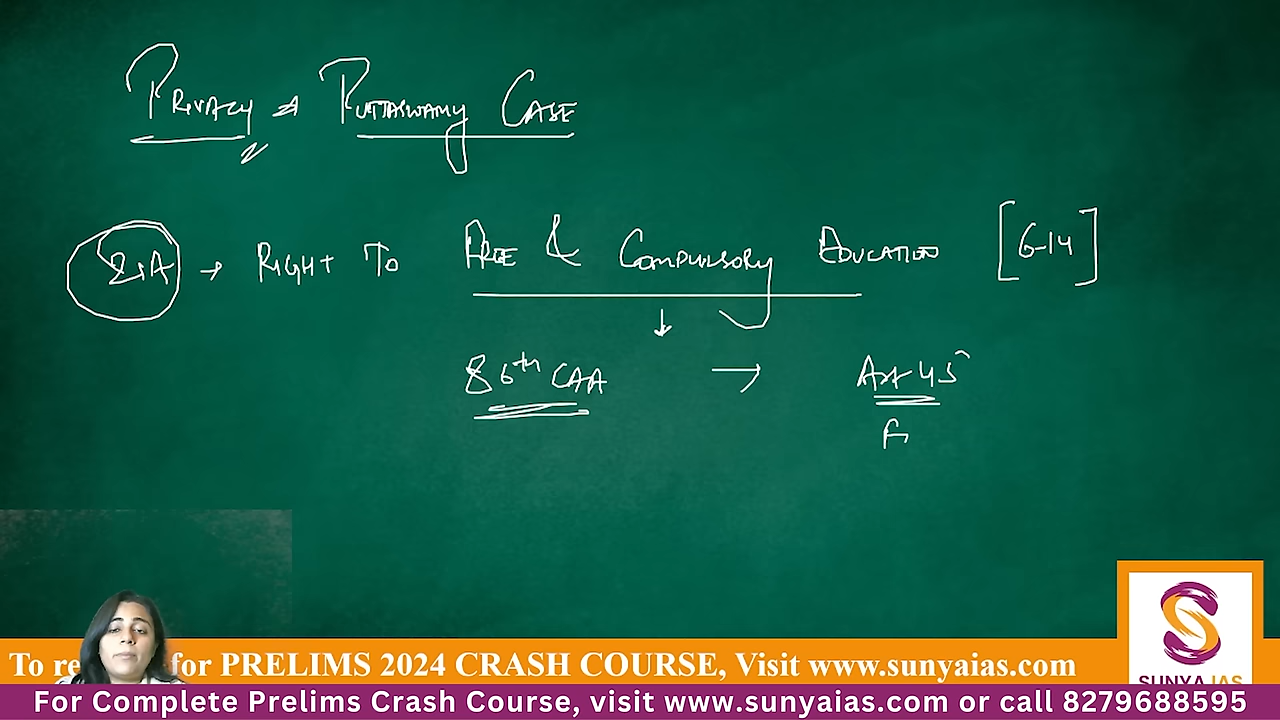 PRIVACY → PUTTASWAMY CASE
21A → RIGHT TO FREE & COMPULSORY EDUCATION [6-14]
↓
86th CAA → Art 45
To re for PRELIMS 2024 CRASH COURSE, Visit www.sunyaias.com
SUNYA IAS
For Complete Prelims Crash Course, visit www.sunyaias.com or call 8279688595